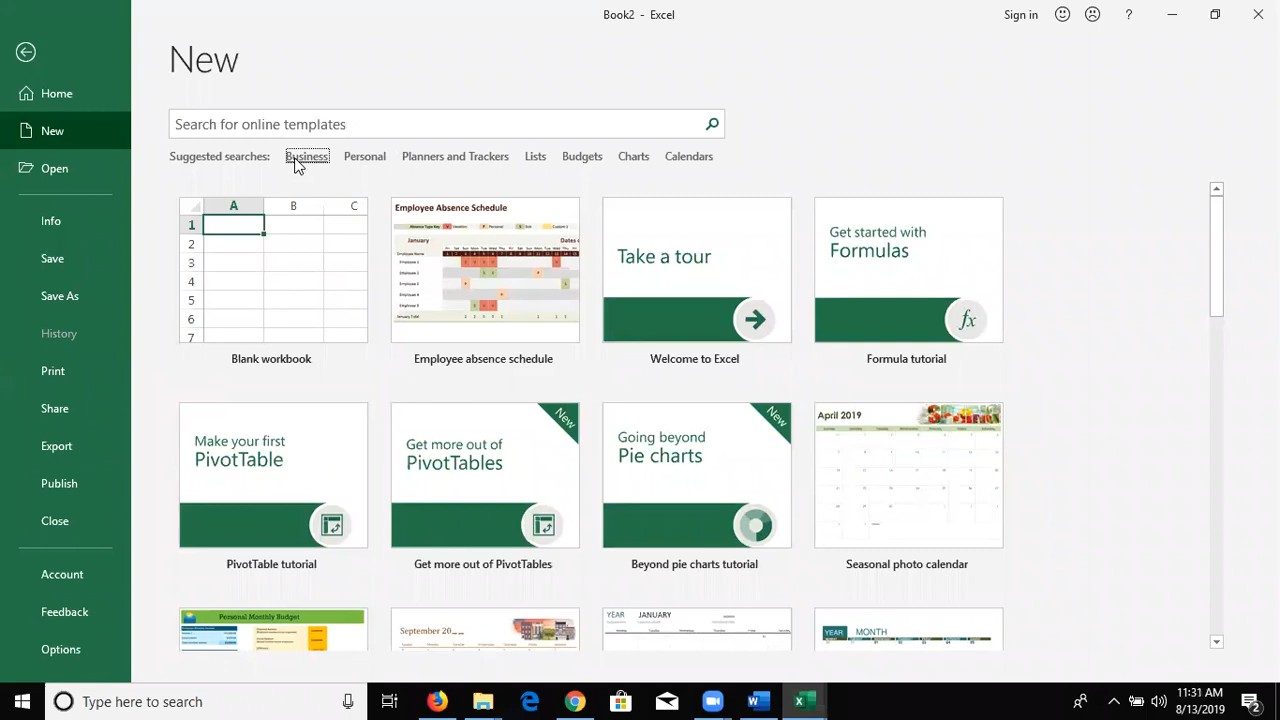 Book2 - Excel
Sign in
?
New
Home
New
Open
Info
Save
Save As
History
Print
Share
Export
Publish
Close
Account
Feedback
Options
Search for online templates
Suggested searches: Business Personal Planners and Trackers Lists Budgets Charts Calendars
A B C
1
2
3
4
5
6
7
Blank workbook
Employee Absence Schedule
January
Employee absence schedule
Take a tour
Welcome to Excel
Get started with
Formulas
fx
Formula tutorial
Make your first
PivotTable
PivotTable tutorial
New
Get more out of
PivotTables
Get more out of PivotTables
New
Going beyond
Pie charts
Beyond pie charts tutorial
April 2019
Seasonal photo calendar
Personal Monthly Budget
September 20
YEAR JANUARY
YEAR MONTH
Type here to search
11:31 AM
8/13/2019
2